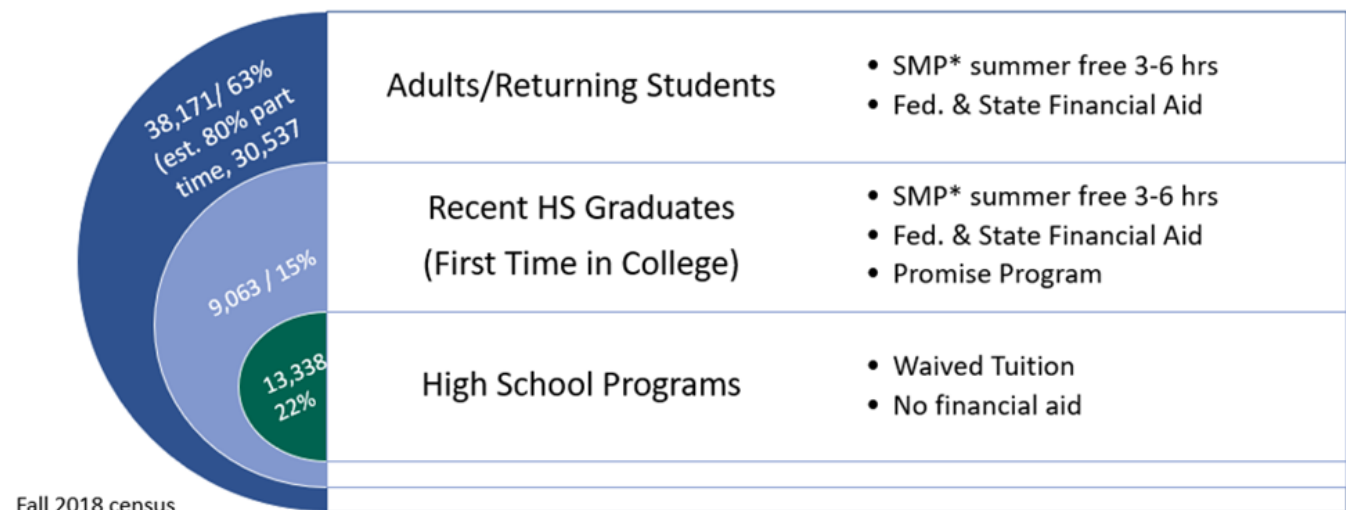 38,171/ 63%
(est. 80% part
time, 30,537
Adults/Returning Students
• SMP* summer free 3-6 hrs
• Fed. & State Financial Aid
9,063 / 15%
Recent HS Graduates
(First Time in College)
• SMP* summer free 3-6 hrs
• Fed. & State Financial Aid
• Promise Program
13,338
22%
High School Programs
• Waived Tuition
• No financial aid
Fall 2018 census